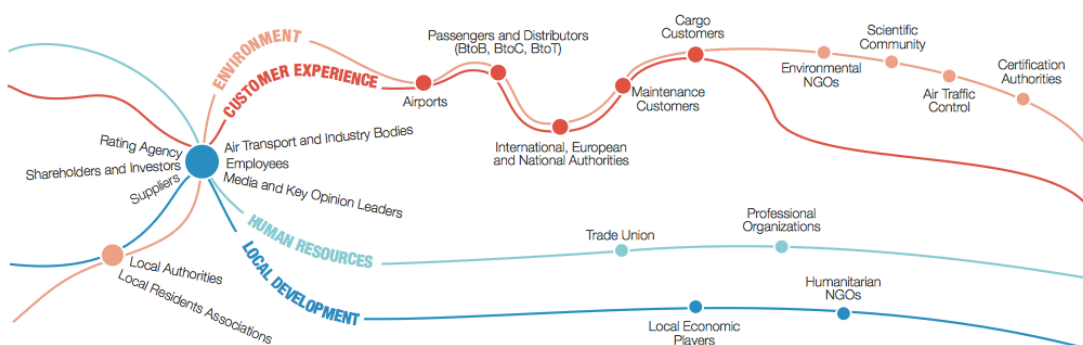 ENVIRONMENT
CUSTOMER EXPERIENCE
Airports
Passengers and Distributors
(BtoB, BtoC, BtoT)
International, European
and National Authorities
Maintenance
Customers
Cargo
Customers
Environmental
NGOs
Scientific
Community
Air Traffic
Control
Certification
Authorities
Rating Agency
Shareholders and Investors
Suppliers
Air Transport and Industry Bodies
Employees
Media and Key Opinion Leaders
HUMAN RESOURCES
Trade Union
Professional
Organizations
LOCAL DEVELOPMENT
Local Economic
Players
Humanitarian
NGOs
Local Authorities
Local Residents Associations